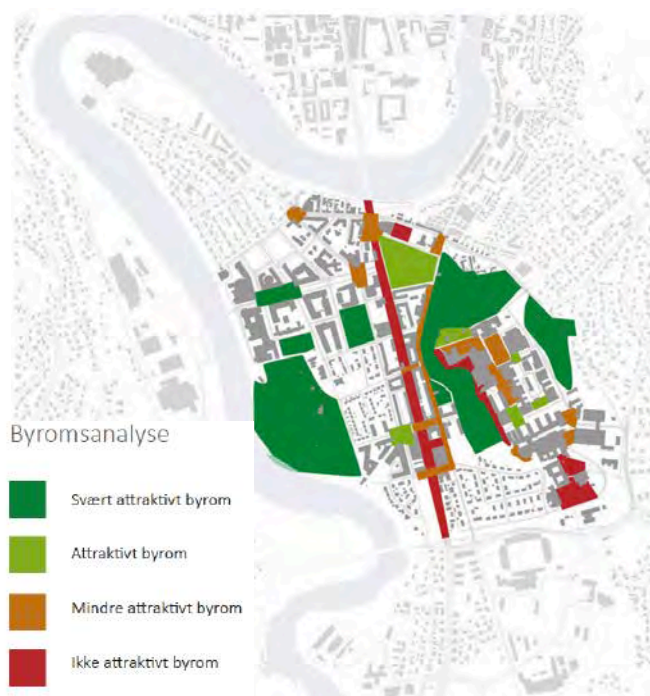 Byromsanalyse
Svært attraktivt byrom
Attraktivt byrom
Mindre attraktivt byrom
Ikke attraktivt byrom